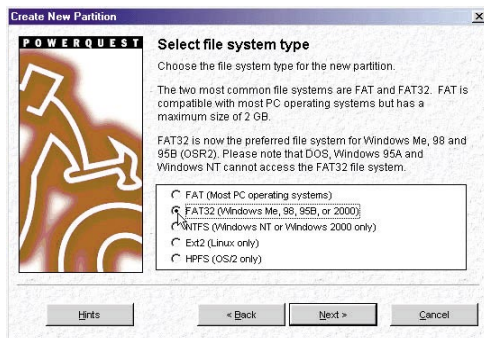 Create New Partition
POWERQUEST
Select file system type
Choose the file system type for the new partition.
The two most common file systems are FAT and FAT32. FAT is
compatible with most PC operating systems but has a
maximum size of 2 GB.
FAT32 is now the preferred file system for Windows Me, 98 and
95B (OSR2). Please note that DOS, Windows 95A and
Windows NT cannot access the FAT32 file system.
FAT (Most PC operating systems)
FAT32 (Windows Me, 98, 95B, or 2000)
NTFS (Windows NT or Windows 2000 only)
Ext2 (Linux only)
HPFS (OS/2 only)
Hints
< Back
Next >
Cancel